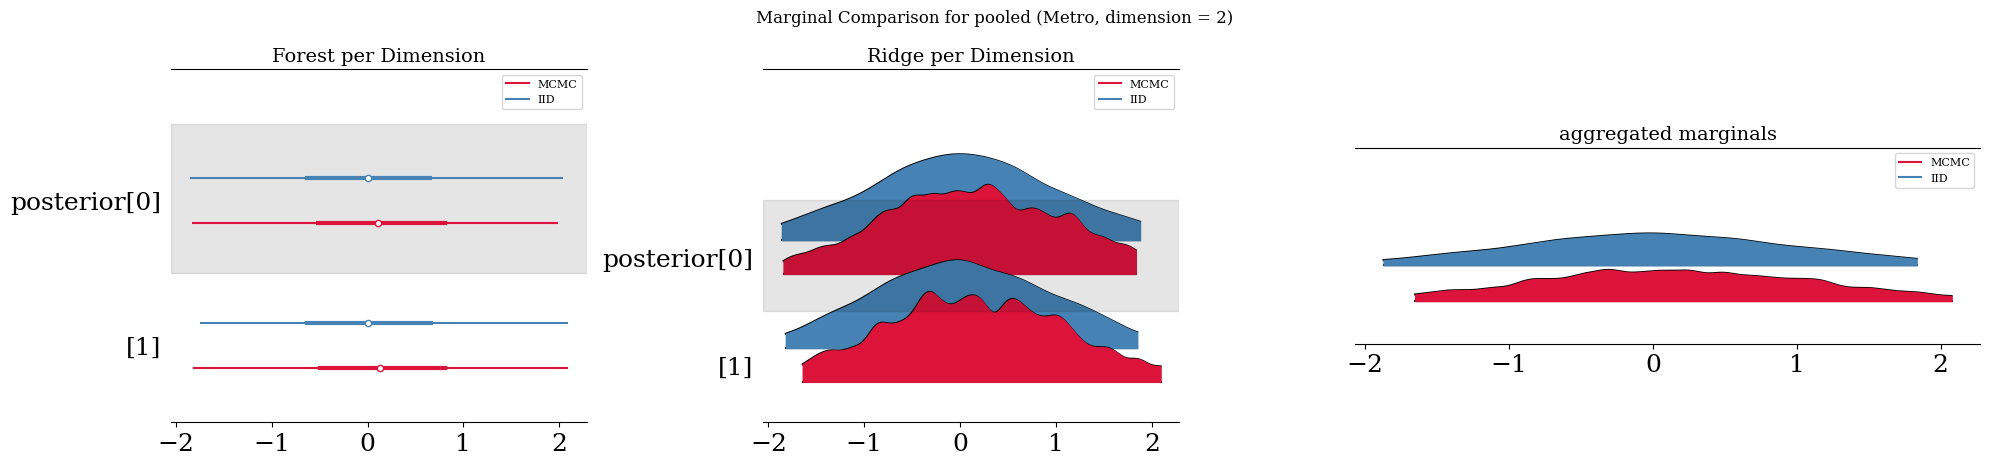 Marginal Comparison for pooled (Metro, dimension = 2)
Forest per Dimension
MCMC
IID
posterior[0]
[1]
−2 −1 0 1 2
Ridge per Dimension
MCMC
IID
posterior[0]
[1]
−2 −1 0 1 2
aggregated marginals
MCMC
IID
−2 −1 0 1 2